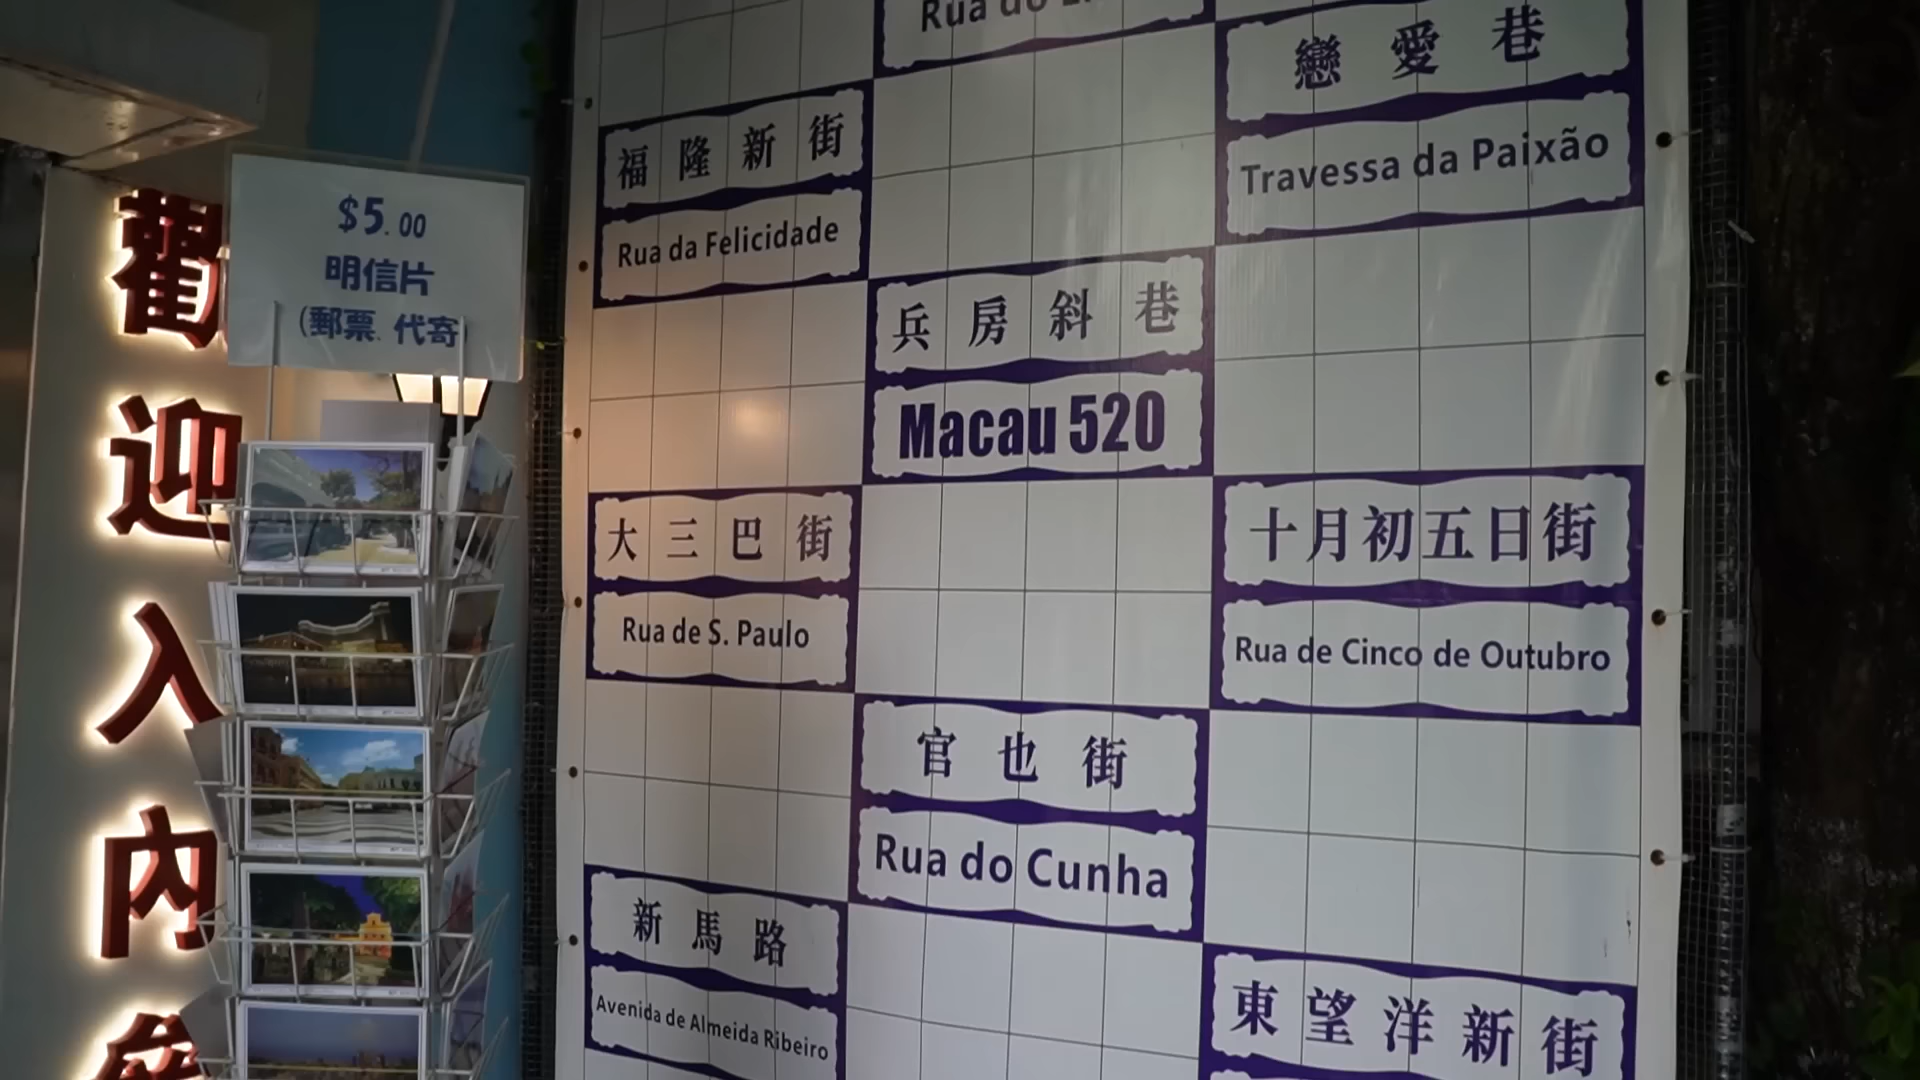 歡迎入內參
$5.00
明信片
(郵票.代寄)
Rua do
戀愛巷
Travessa da Paixão
福隆新街
Rua da Felicidade
兵房斜巷
Macau 520
大三巴街
Rua de S. Paulo
十月初五日街
Rua de Cinco de Outubro
官也街
Rua do Cunha
新馬路
Avenida de Almeida Ribeiro
東望洋新街